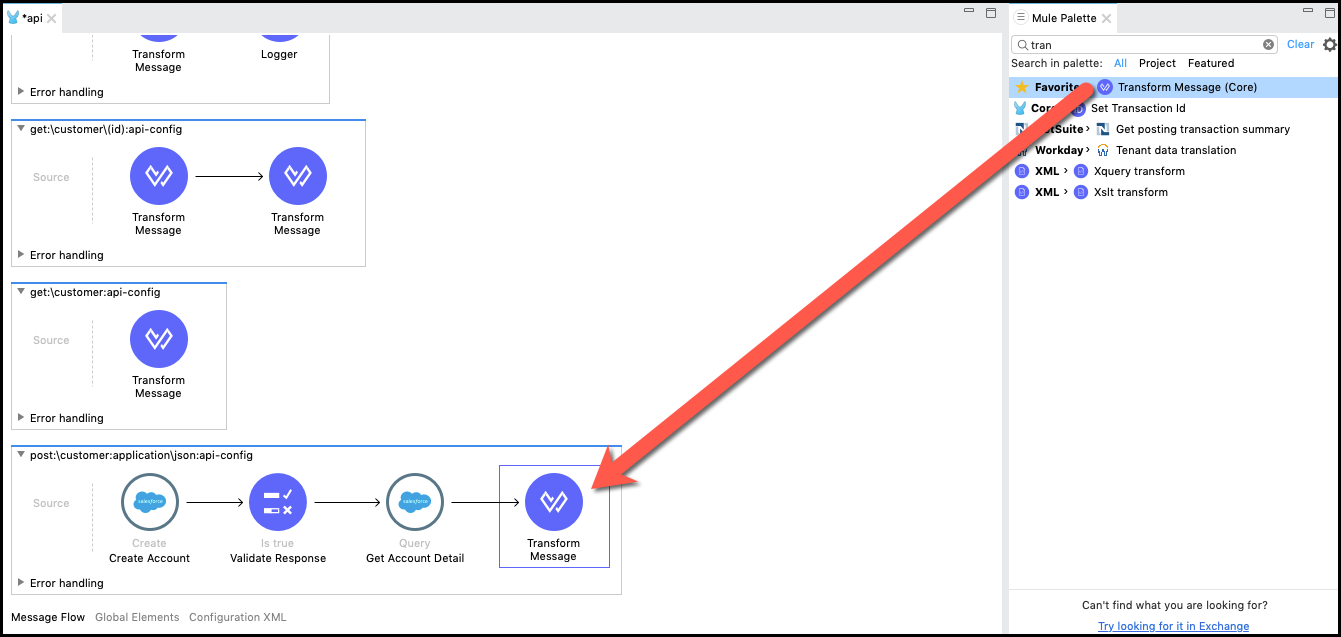 *api
Transform
Message
Logger
Error handling
get:\customer\(id):api-config
Source
Transform
Message
Transform
Message
Error handling
get:\customer:api-config
Source
Transform
Message
Error handling
post:\customer:application\json:api-config
Source
salesforce
Create
Create Account
Is true
Validate Response
salesforce
Query
Get Account Detail
Transform
Message
Error handling
Message Flow Global Elements Configuration XML
Mule Palette
tran
Clear
Search in palette: All Project Featured
Transform Message (Core)
Set Transaction Id
Get posting transaction summary
Workday › Tenant data translation
XML › Xquery transform
XML › Xslt transform
Can't find what you are looking for?
Try looking for it in Exchange